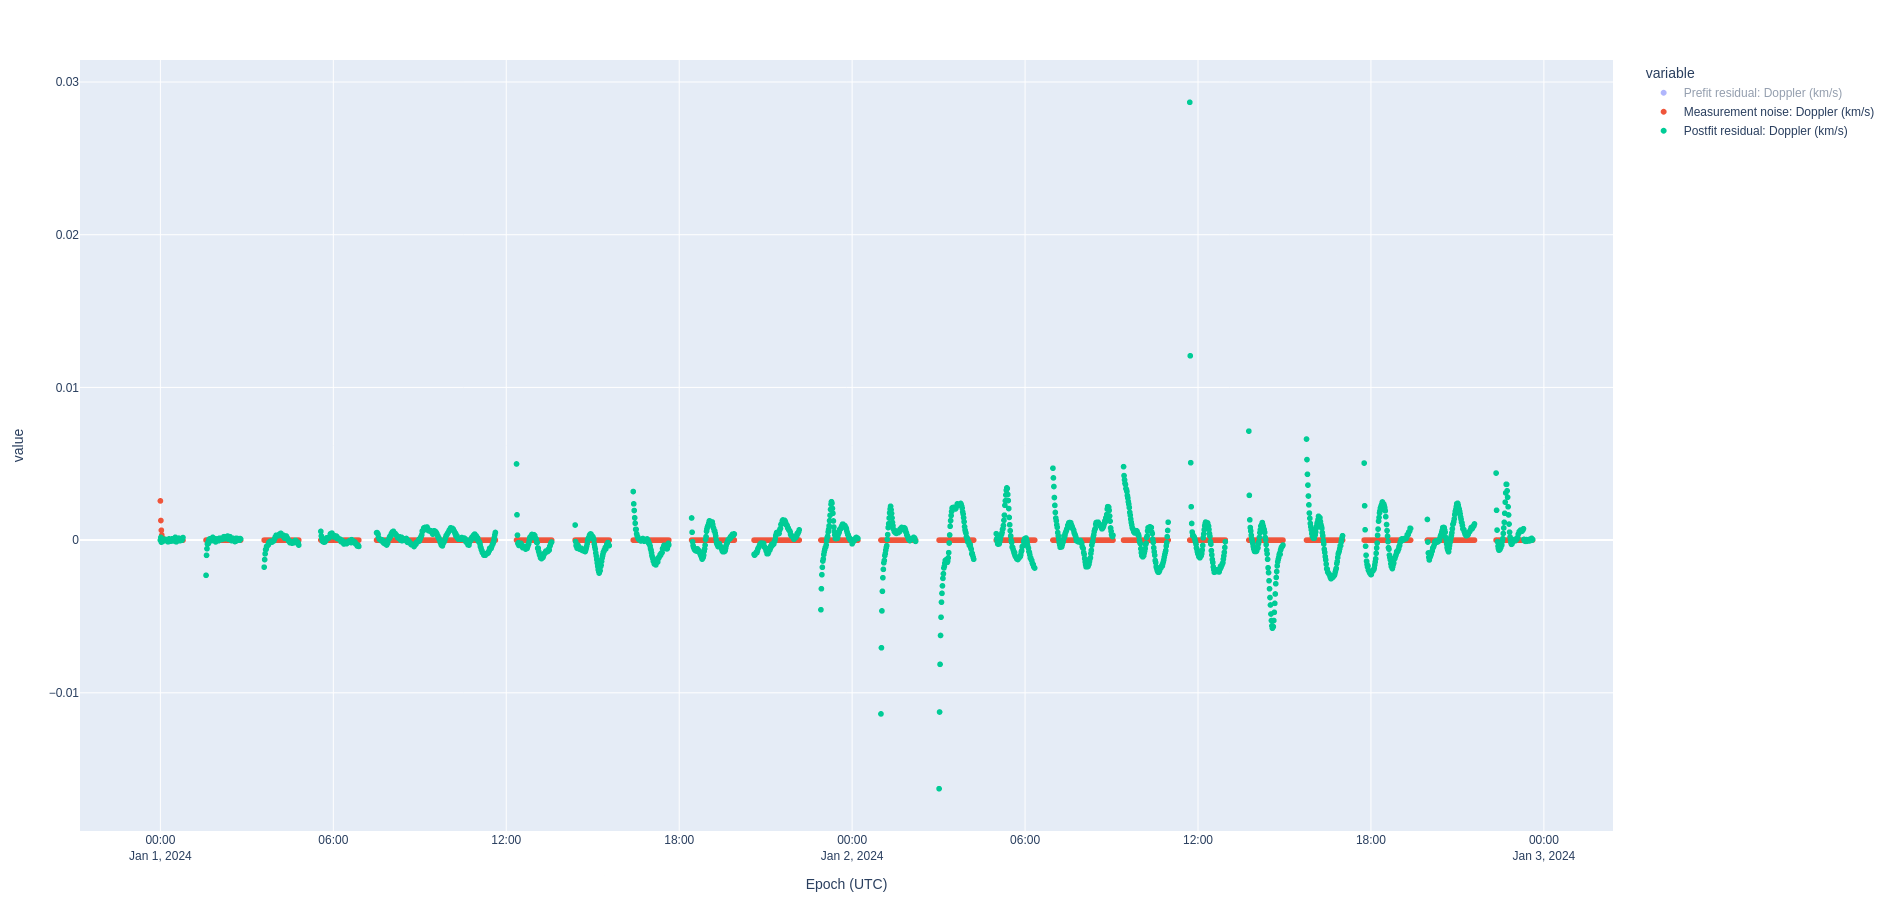 variable
Prefit residual: Doppler (km/s)
Measurement noise: Doppler (km/s)
Postfit residual: Doppler (km/s)
0.03
0.02
0.01
0
−0.01
value
00:00 06:00 12:00 18:00 00:00 06:00 12:00 18:00 00:00
Jan 1, 2024 Jan 2, 2024 Jan 3, 2024
Epoch (UTC)